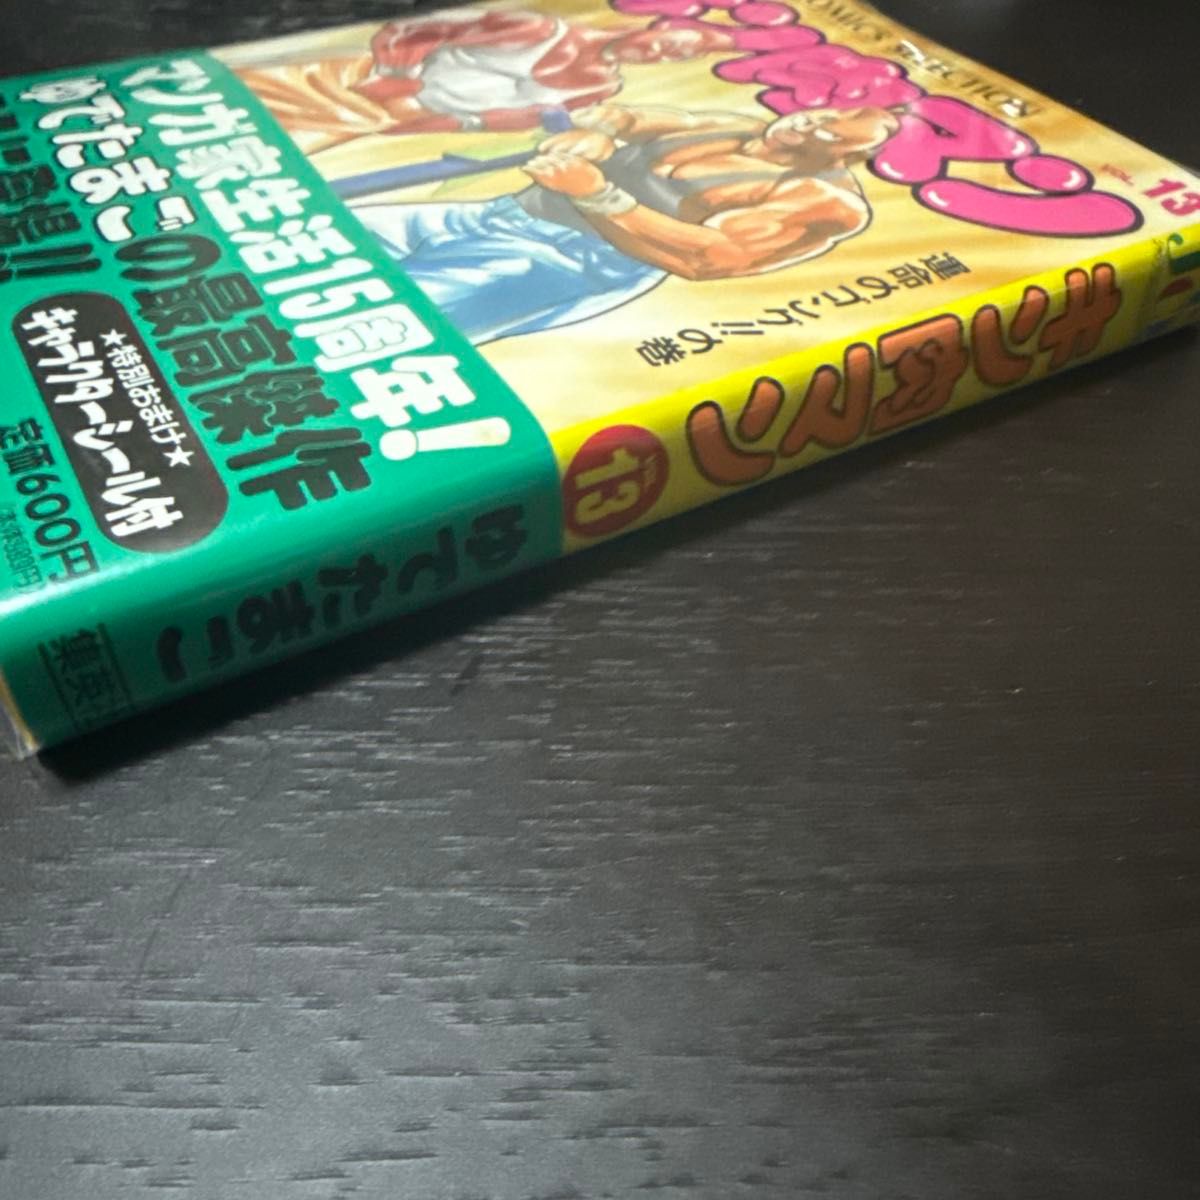 キン肉マン
13
運命のゴング!!の巻
マンガ家生活15周年!
ゆでたまごの最高傑作
登場!!
★特別おまけ★
キャラクターシール付
定価600円
キン肉マン
13
ゆでたまご
集英社